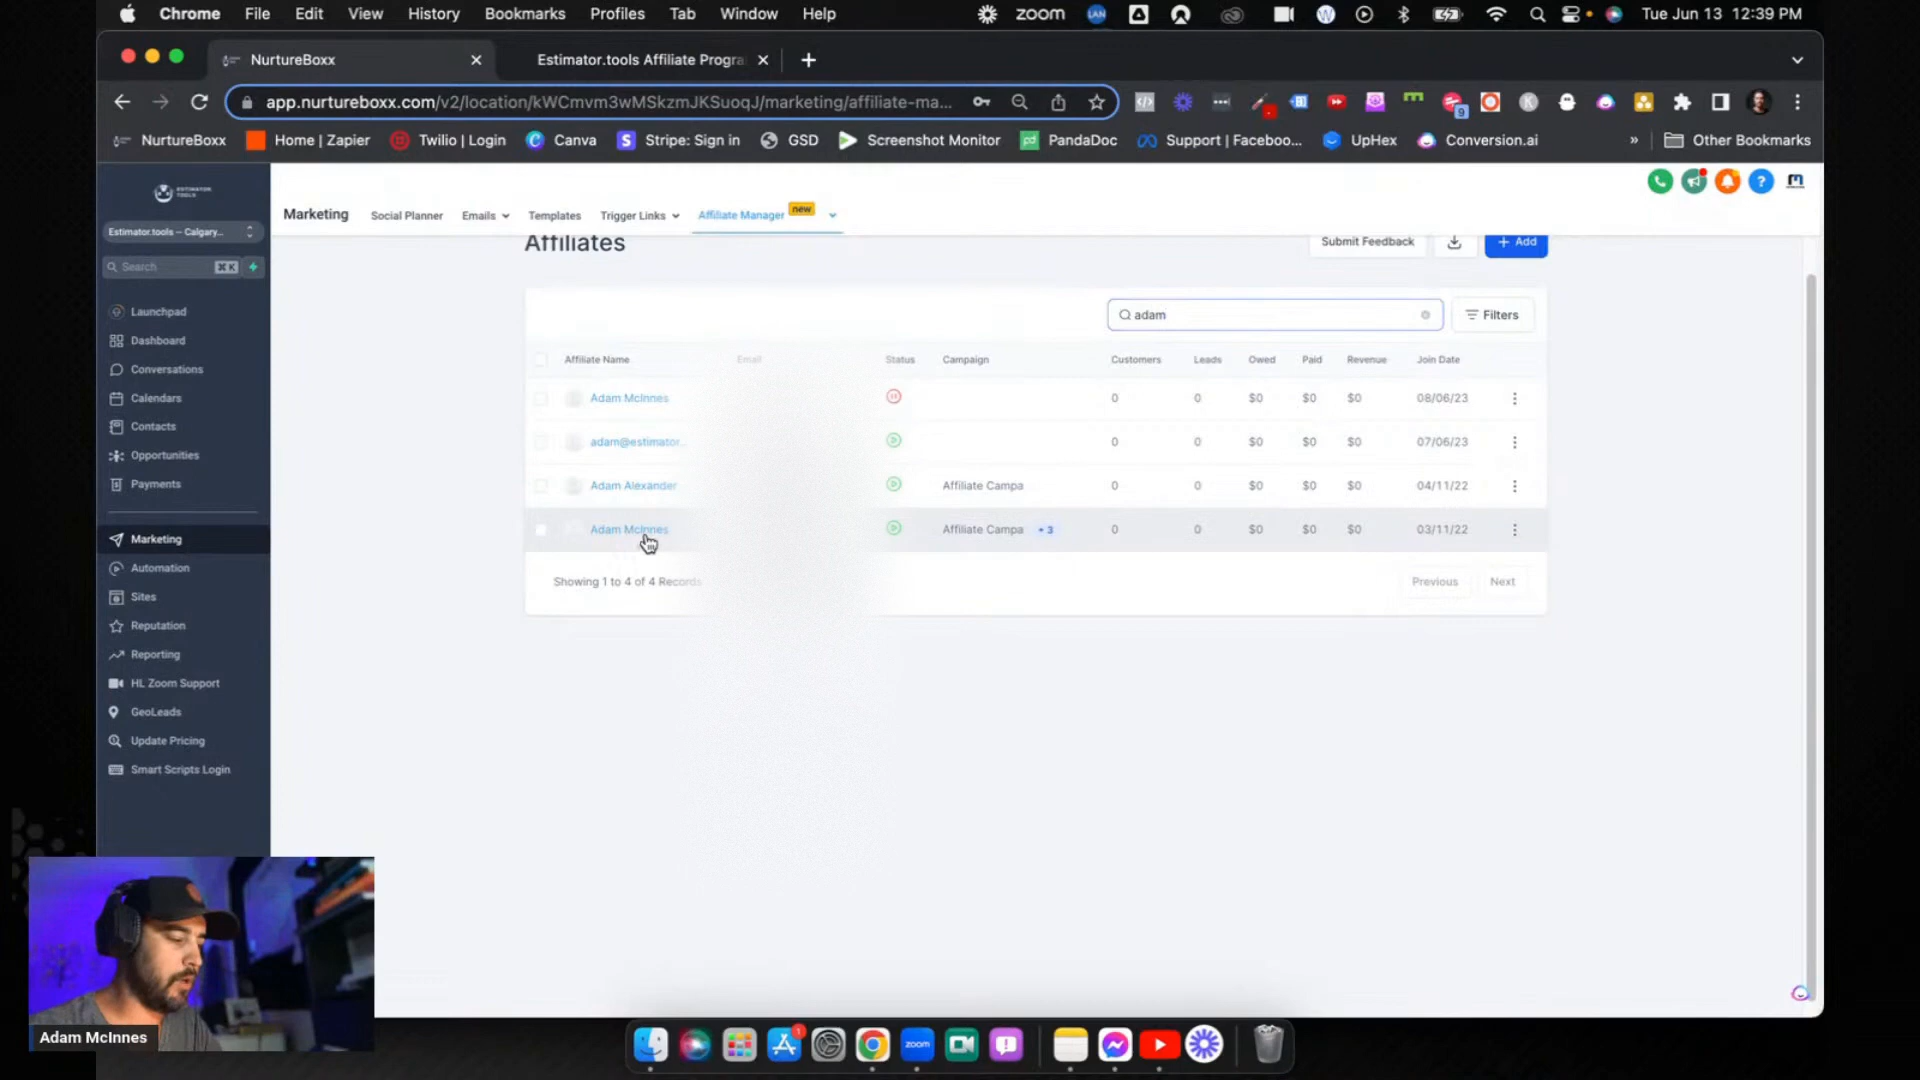 Chrome File Edit View History Bookmarks Profiles Tab Window Help zoom LAN Tue Jun 13 12:39 PM
NurtureBoxx Estimator.tools Affiliate Progra
app.nurtureboxx.com/v2/location/kWCmvm3wMSkzmJKSuoqJ/marketing/affiliate-ma... 9
NurtureBoxx Home | Zapier Twilio | Login Canva Stripe: Sign in GSD Screenshot Monitor PandaDoc Support | Faceboo... UpHex Conversion.ai » Other Bookmarks
ESTIMATOR TOOLS
Marketing Social Planner Emails Templates Trigger Links Affiliate Manager new
Estimator.tools -- Calgary...
Search ⌘K
Launchpad
Dashboard
Conversations
Calendars
Contacts
Opportunities
Payments
Marketing
Automation
Sites
Reputation
Reporting
HL Zoom Support
GeoLeads
Update Pricing
Smart Scripts Login
Affiliates Submit Feedback + Add
adam Filters
Affiliate Name Email Status Campaign Customers Leads Owed Paid Revenue Join Date
Adam McInnes 0 0 $0 $0 $0 08/06/23
adam@estimator.. 0 0 $0 $0 $0 07/06/23
Adam Alexander Affiliate Campa 0 0 $0 $0 $0 04/11/22
Adam McInnes Affiliate Campa + 3 0 0 $0 $0 $0 03/11/22
Showing 1 to 4 of 4 Records Previous Next
Adam McInnes
zoom
1